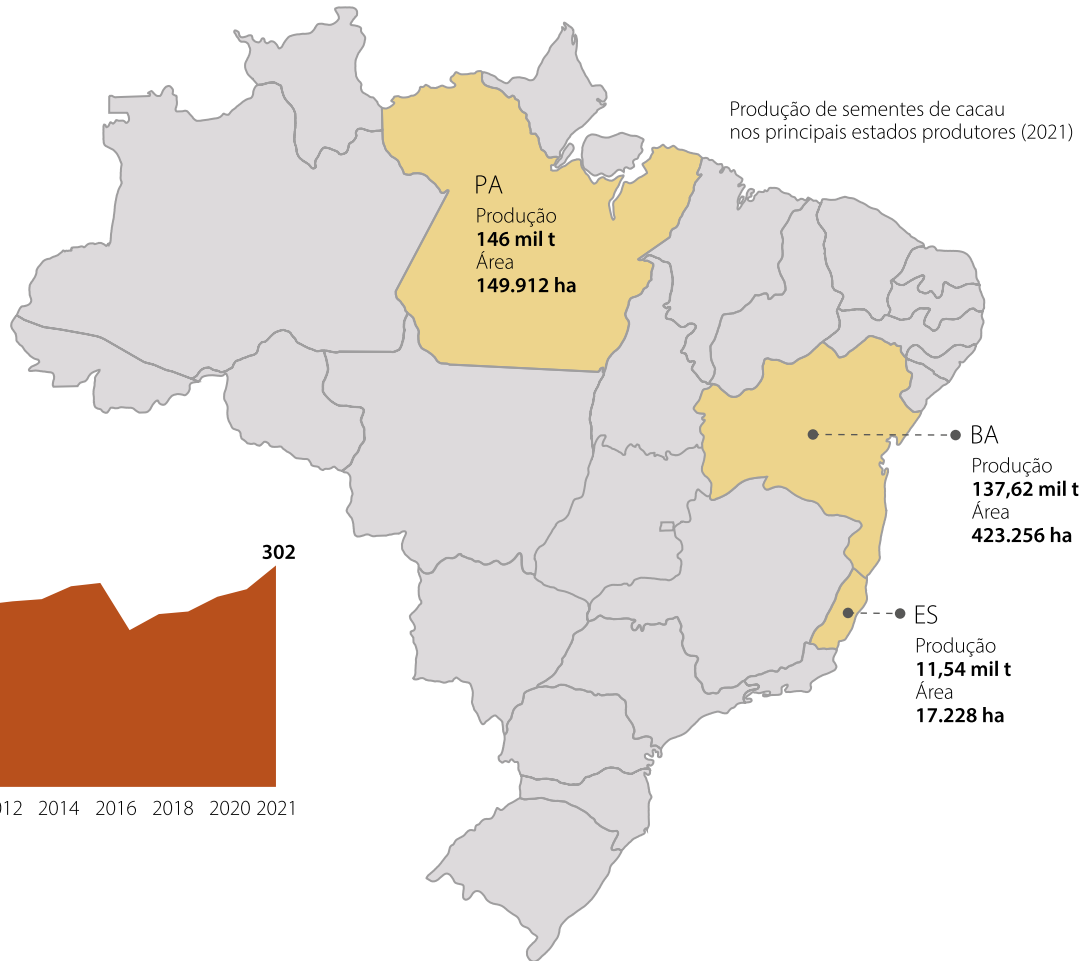 Produção de sementes de cacau
nos principais estados produtores (2021)
PA
Produção
146 mil t
Área
149.912 ha
BA
Produção
137,62 mil t
Área
423.256 ha
ES
Produção
11,54 mil t
Área
17.228 ha
302
12 2014 2016 2018 2020 2021